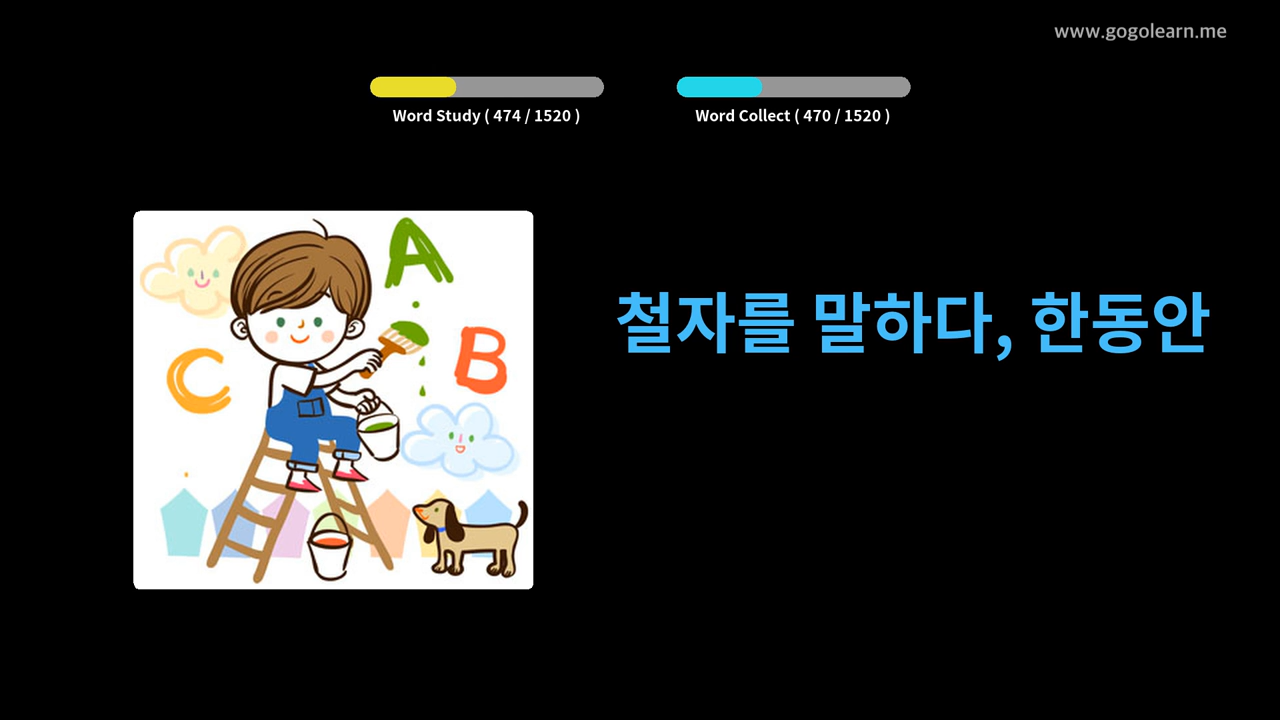 www.gogolearn.me
Word Study ( 474 / 1520 )
Word Collect ( 470 / 1520 )
A
B
C
철자를 말하다, 한동안